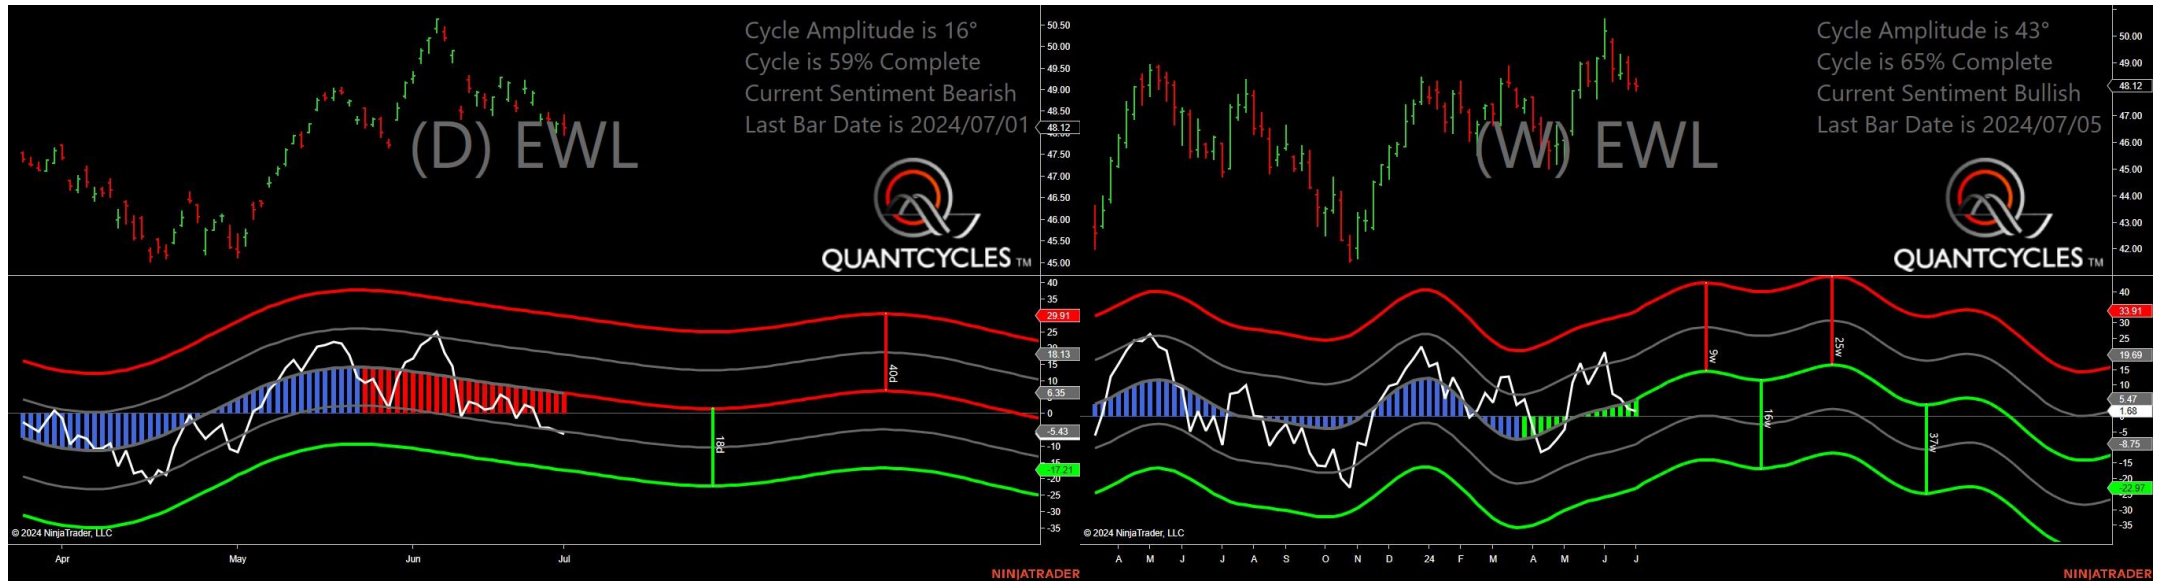 Cycle Amplitude is 16°
Cycle is 59% Complete
Current Sentiment Bearish
Last Bar Date is 2024/07/01
(D) EWL
QUANTCYCLES TM
50.50
50.00
49.50
49.00
48.50
48.12
48.00
47.50
47.00
46.50
46.00
45.50
45.00
40
35
29.91
25
18.13
15
10
6.35
0
-5.43
-10
-15
-17.21
-20
-25
-30
-35
40d
18d
© 2024 NinjaTrader, LLC
Apr May Jun Jul
NINJATRADER
Cycle Amplitude is 43°
Cycle is 65% Complete
Current Sentiment Bullish
Last Bar Date is 2024/07/05
(W) EWL
QUANTCYCLES TM
50.00
49.00
48.12
47.00
46.00
45.00
44.00
43.00
42.00
40
33.91
30
25
19.69
15
10
5.47
1.68
-5
-8.75
-15
-20
-22.97
-30
-35
9w
25w
16w
37w
© 2024 NinjaTrader, LLC
A M J J A S O N D 24 F M A M J J
NINJATRADER